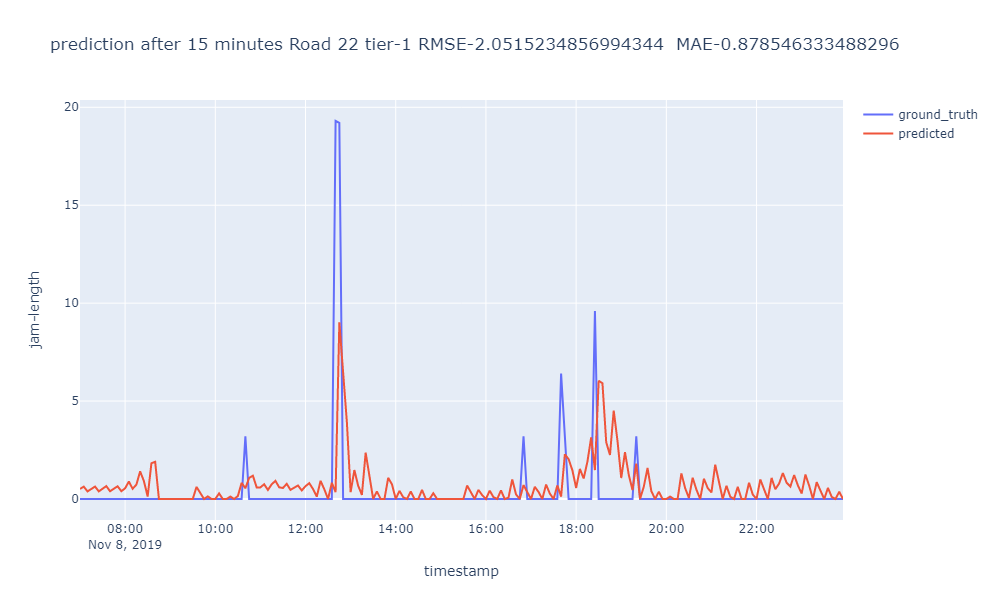 prediction after 15 minutes Road 22 tier-1 RMSE-2.0515234856994344  MAE-0.878546333488296
ground_truth
predicted
20
15
10
5
0
jam-length
08:00 10:00 12:00 14:00 16:00 18:00 20:00 22:00
Nov 8, 2019
timestamp